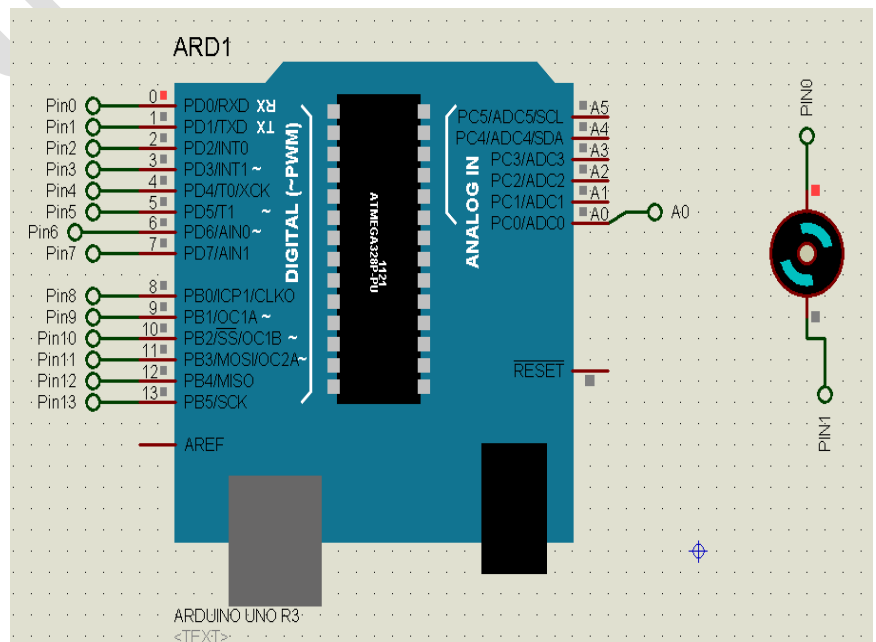 ARD1
Pin0 0 PD0/RXD RX
Pin1 1 PD1/TXD TX
Pin2 2 PD2/INT0
Pin3 3 PD3/INT1 ~
Pin4 4 PD4/T0/XCK
Pin5 5 PD5/T1 ~
Pin6 6 PD6/AIN0 ~
Pin7 7 PD7/AIN1
Pin8 8 PB0/ICP1/CLKO
Pin9 9 PB1/OC1A ~
Pin10 10 PB2/SS/OC1B ~
Pin11 11 PB3/MOSI/OC2A ~
Pin12 12 PB4/MISO
Pin13 13 PB5/SCK
AREF
DIGITAL (~PWM)
ATMEGA328P-PU
1121
ANALOG IN
PC5/ADC5/SCL A5
PC4/ADC4/SDA A4
PC3/ADC3 A3
PC2/ADC2 A2
PC1/ADC1 A1
PC0/ADC0 A0 A0
RESET
PIN0
PIN1
ARDUINO UNO R3
<TEXT>